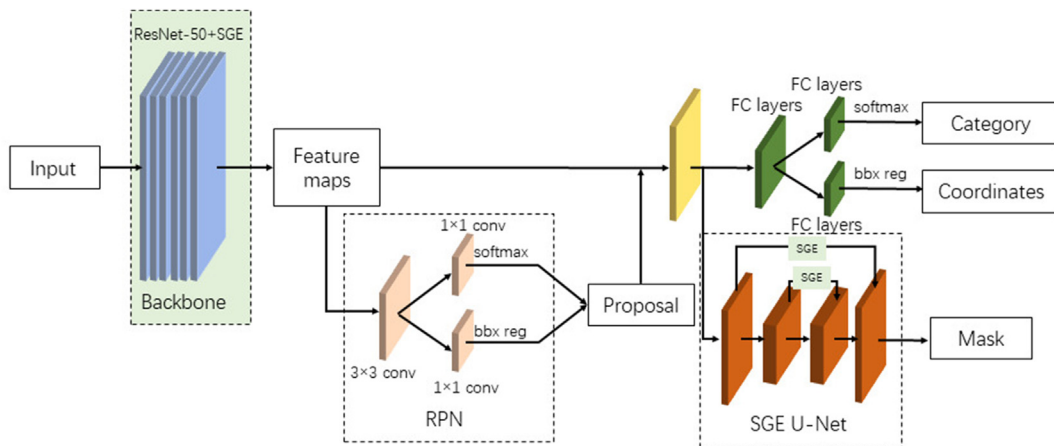 ResNet-50+SGE
Input
Backbone
Feature
maps
1×1 conv
softmax
bbx reg
3×3 conv
1×1 conv
RPN
Proposal
FC layers
FC layers
softmax
Category
bbx reg
Coordinates
FC layers
SGE
SGE
Mask
SGE U-Net